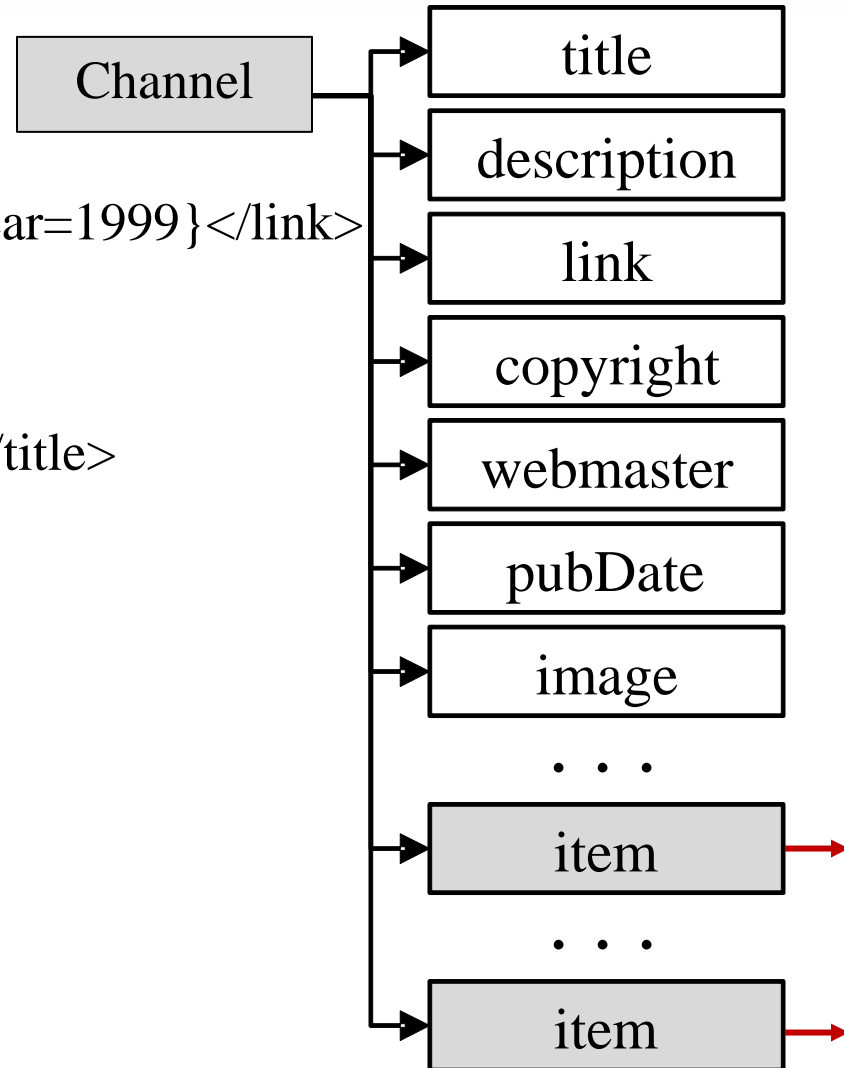 Channel
title
description
ar=1999}</link>
link
copyright
/title>
webmaster
pubDate
image
. . .
item
. . .
item